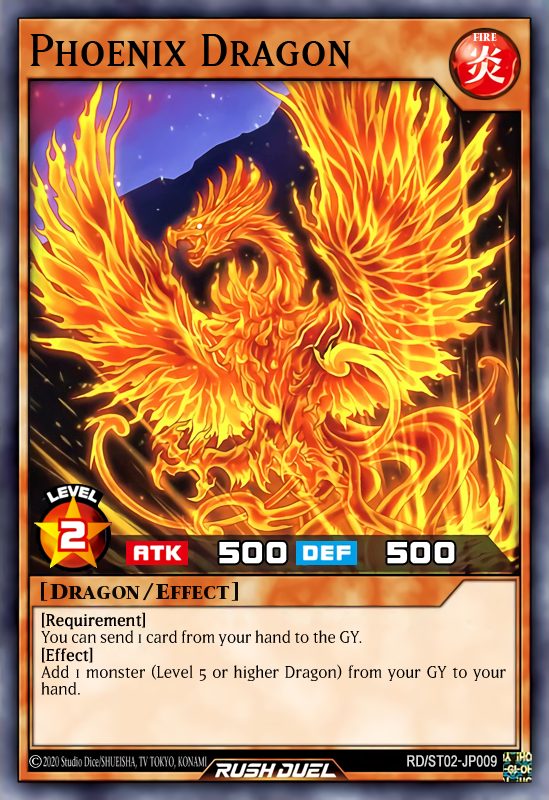 Phoenix Dragon
FIRE
炎
LEVEL
2
ATK 500 DEF 500
[Dragon/Effect]
[Requirement]
You can send 1 card from your hand to the GY.
[Effect]
Add 1 monster (Level 5 or higher Dragon) from your GY to your
hand.
©2020 Studio Dice/SHUEISHA, TV TOKYO, KONAMI
RUSH DUEL
RD/ST02-JP009